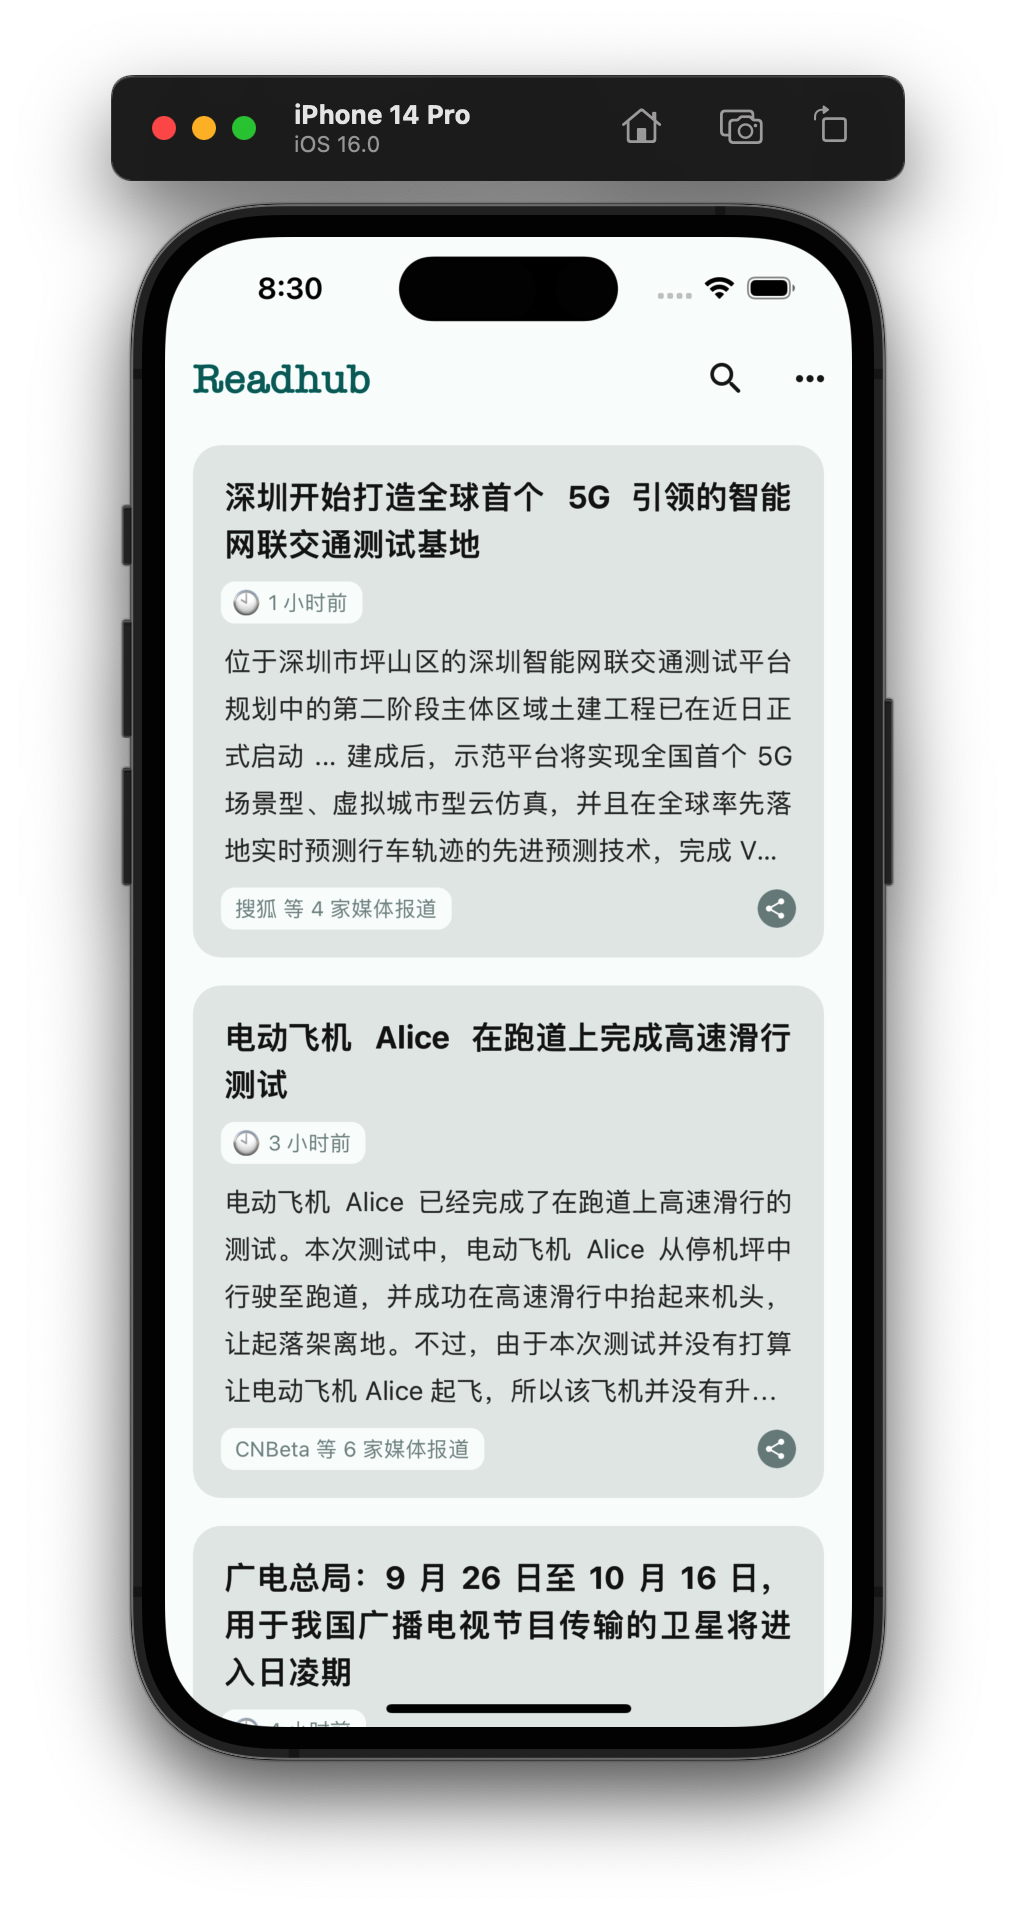 iPhone 14 Pro
iOS 16.0
8:30
Readhub
深圳开始打造全球首个 5G 引领的智能
网联交通测试基地
1 小时前
位于深圳市坪山区的深圳智能网联交通测试平台
规划中的第二阶段主体区域土建工程已在近日正
式启动 ... 建成后，示范平台将实现全国首个 5G
场景型、虚拟城市型云仿真，并且在全球率先落
地实时预测行车轨迹的先进预测技术，完成 V...
搜狐 等 4 家媒体报道
电动飞机 Alice 在跑道上完成高速滑行
测试
3 小时前
电动飞机 Alice 已经完成了在跑道上高速滑行的
测试。本次测试中，电动飞机 Alice 从停机坪中
行驶至跑道，并成功在高速滑行中抬起来机头，
让起落架离地。不过，由于本次测试并没有打算
让电动飞机 Alice 起飞，所以该飞机并没有升...
CNBeta 等 6 家媒体报道
广电总局：9 月 26 日至 10 月 16 日，
用于我国广播电视节目传输的卫星将进
入日凌期
4 小时前